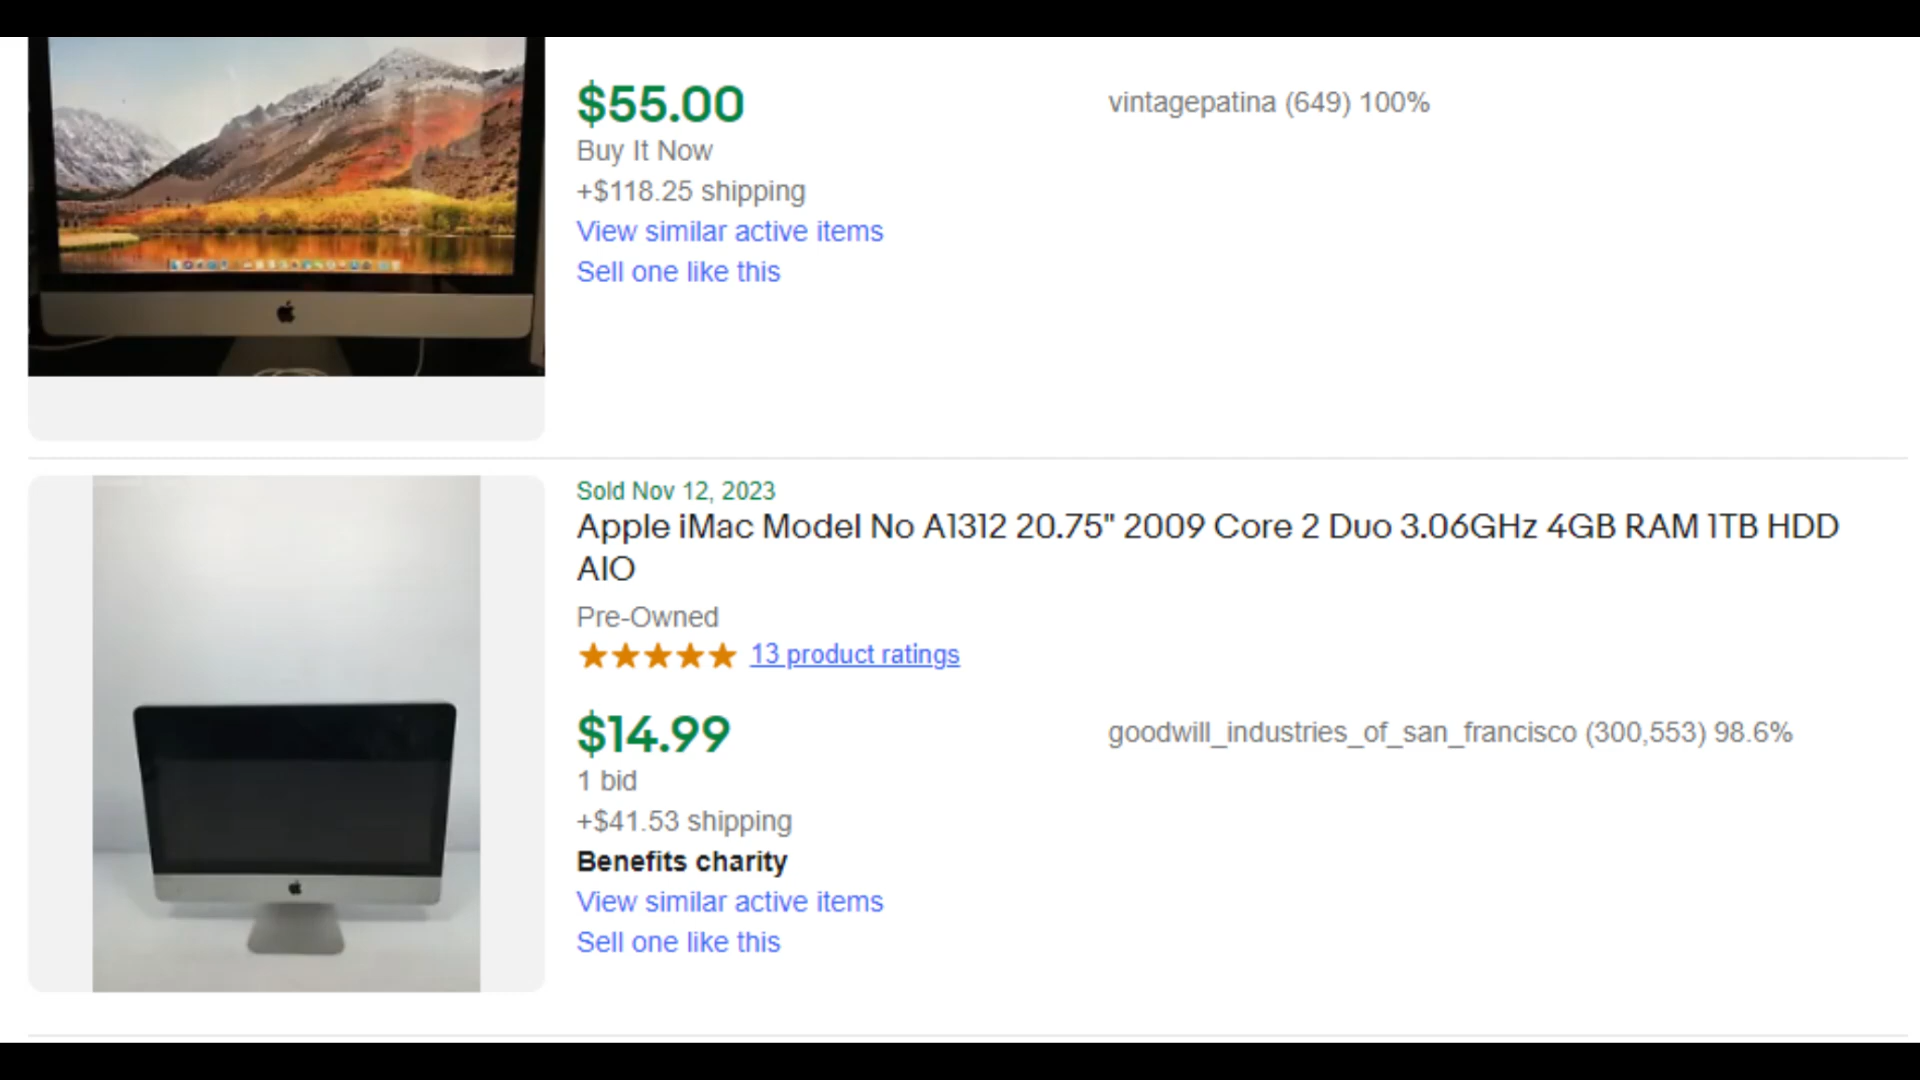 $55.00
vintagepatina (649) 100%
Buy It Now
+$118.25 shipping
View similar active items
Sell one like this
Sold Nov 12, 2023
Apple iMac Model No A1312 20.75" 2009 Core 2 Duo 3.06GHz 4GB RAM 1TB HDD
AIO
Pre-Owned
13 product ratings
$14.99
goodwill_industries_of_san_francisco (300,553) 98.6%
1 bid
+$41.53 shipping
Benefits charity
View similar active items
Sell one like this